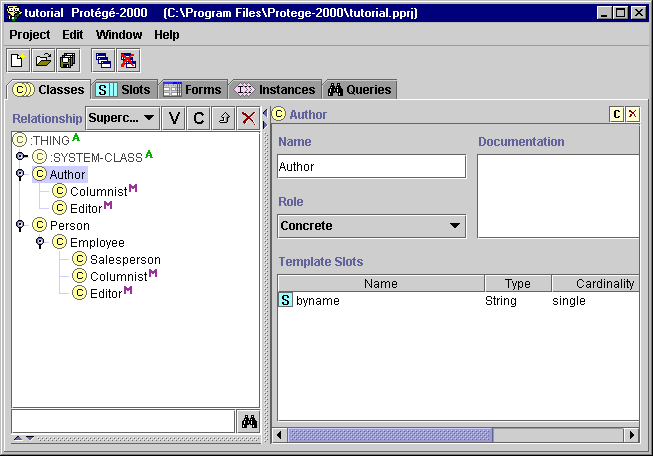 tutorial Protégé-2000 (C:\Program Files\Protege-2000\tutorial.pprj)
Project Edit Window Help
C Classes S Slots Forms Instances Queries
Relationship Superc... V C
C :THING A
C :SYSTEM-CLASS A
C Author
C Columnist M
C Editor M
C Person
C Employee
C Salesperson
C Columnist M
C Editor M
C Author C
Name Documentation
Author
Role
Concrete
Template Slots
Name Type Cardinality
S byname String single